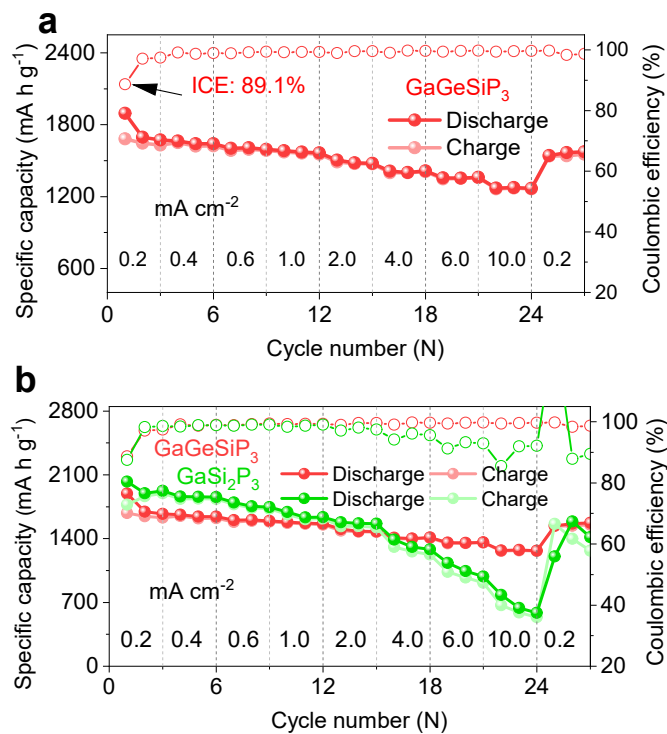 a
ICE: 89.1%
GaGeSiP₃
Discharge
Charge
mA cm⁻²
0.2 0.4 0.6 1.0 2.0 4.0 6.0 10.0 0.2
2400
1800
1200
600
100
80
60
40
20
0 6 12 18 24
Specific capacity (mA h g⁻¹)
Coulombic efficiency (%)
Cycle number (N)
b
GaGeSiP₃
GaSi₂P₃
Discharge Charge
Discharge Charge
mA cm⁻²
0.2 0.4 0.6 1.0 2.0 4.0 6.0 10.0 0.2
2800
2100
1400
700
0
100
80
60
40
20
0 6 12 18 24
Specific capacity (mA h g⁻¹)
Coulombic efficiency (%)
Cycle number (N)